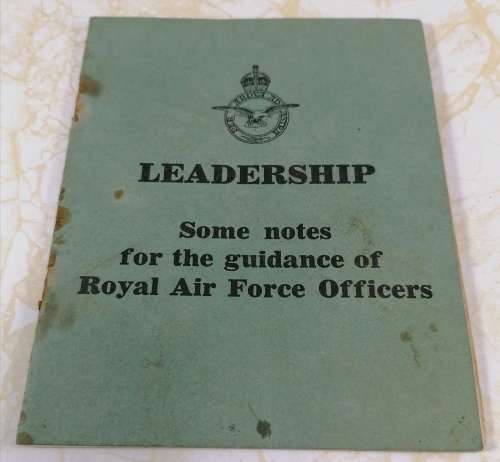 LEADERSHIP
Some notes
for the guidance of
Royal Air Force Officers